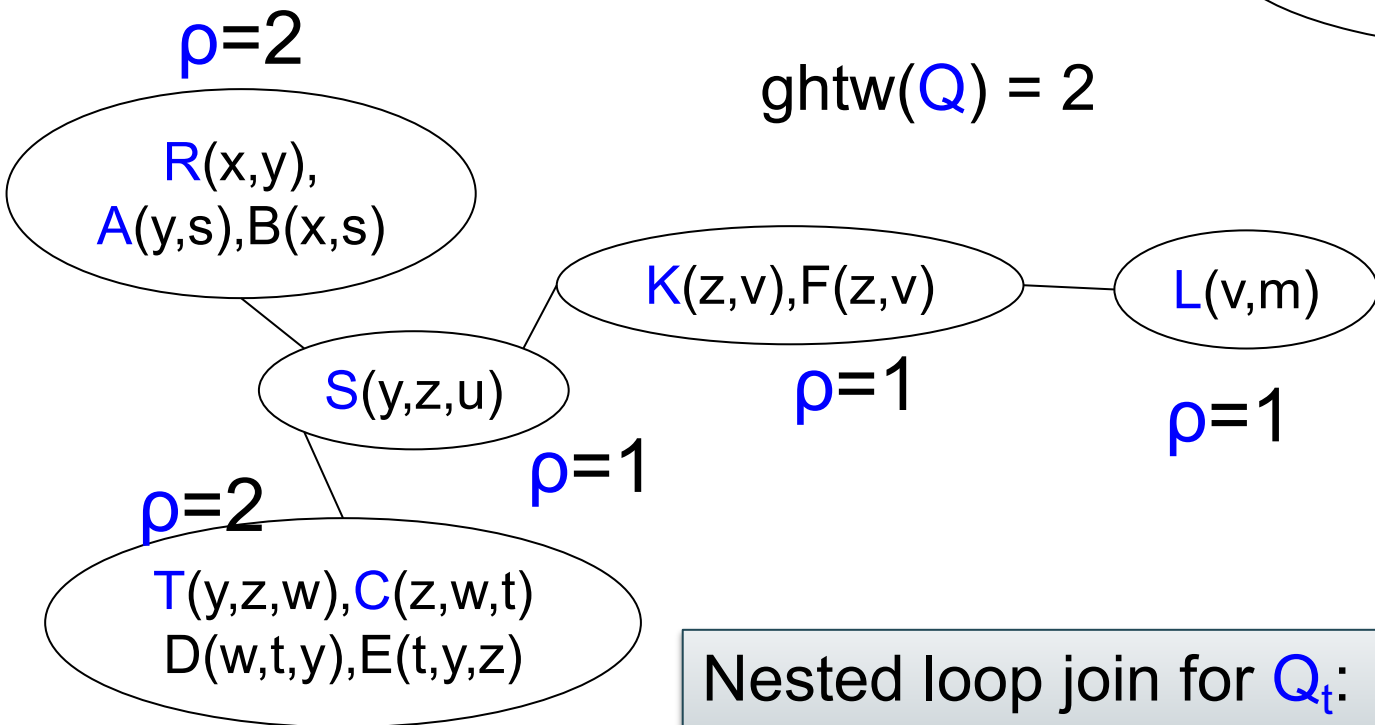 ρ=2
ghtw(Q) = 2
R(x,y),
A(y,s),B(x,s)
K(z,v),F(z,v)
L(v,m)
ρ=1
ρ=1
S(y,z,u)
ρ=1
ρ=2
T(y,z,w),C(z,w,t)
D(w,t,y),E(t,y,z)
Nested loop join for Qₜ: